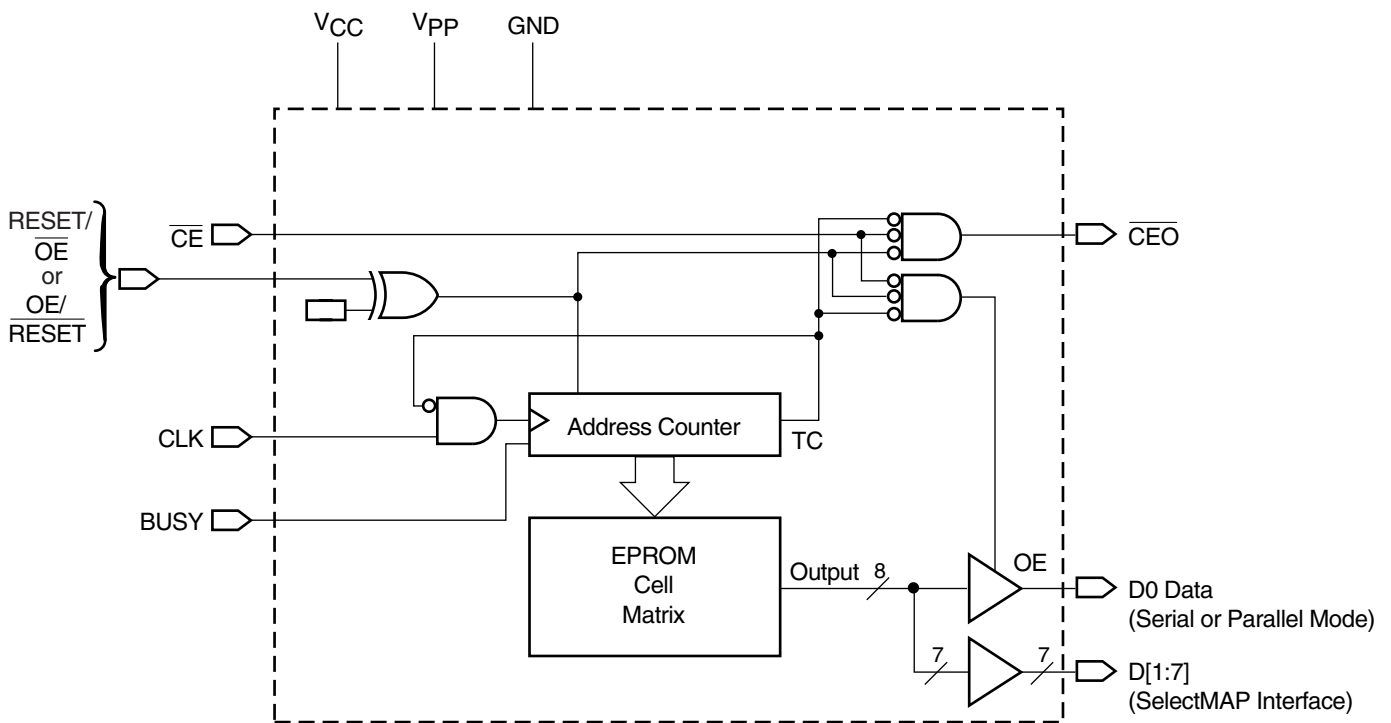 VCC
VPP
GND
RESET/
OE
or
OE/
RESET
CE
CEO
CLK
Address Counter
TC
BUSY
EPROM
Cell
Matrix
Output
8
OE
D0 Data
(Serial or Parallel Mode)
7
7
D[1:7]
(SelectMAP Interface)